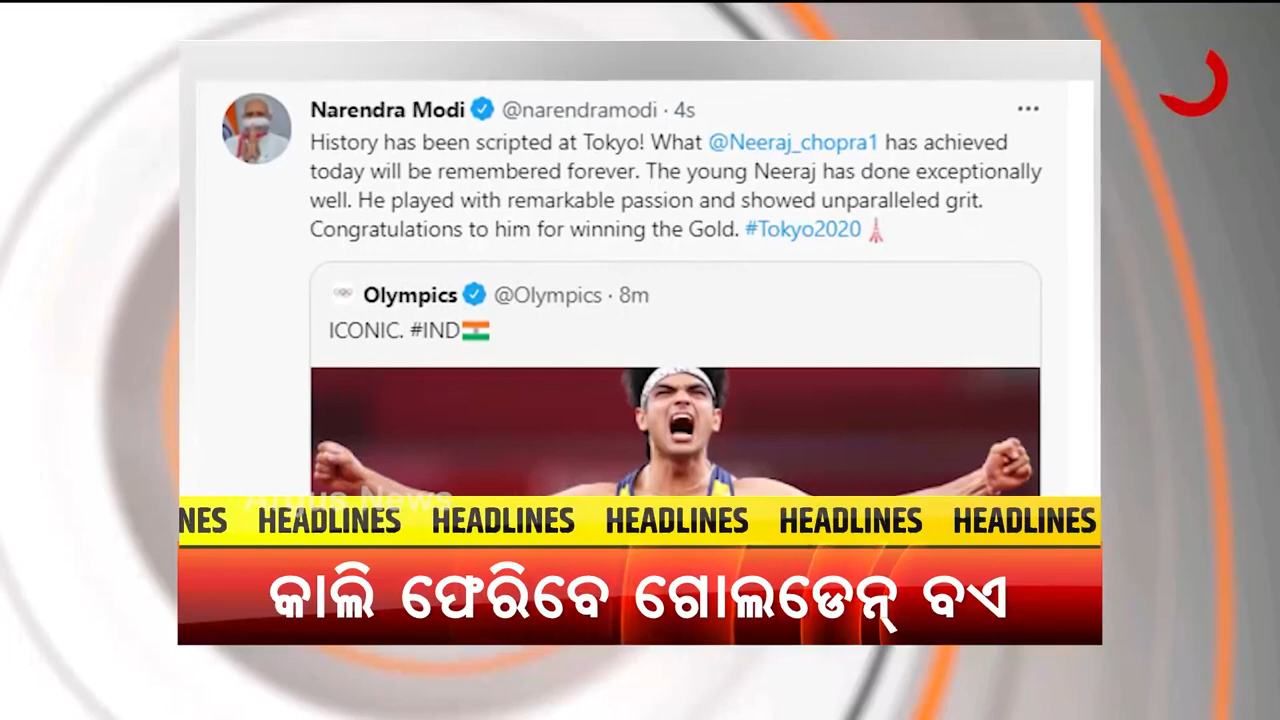 Narendra Modi @narendramodi · 4s
History has been scripted at Tokyo! What @Neeraj_chopra1 has achieved
today will be remembered forever. The young Neeraj has done exceptionally
well. He played with remarkable passion and showed unparalleled grit.
Congratulations to him for winning the Gold. #Tokyo2020
Olympics @Olympics · 8m
ICONIC. #IND
Argus News
NES HEADLINES HEADLINES HEADLINES HEADLINES HEADLINES
କାଲି ଫେରିବେ ଗୋଲଡେନ୍ ବଏ